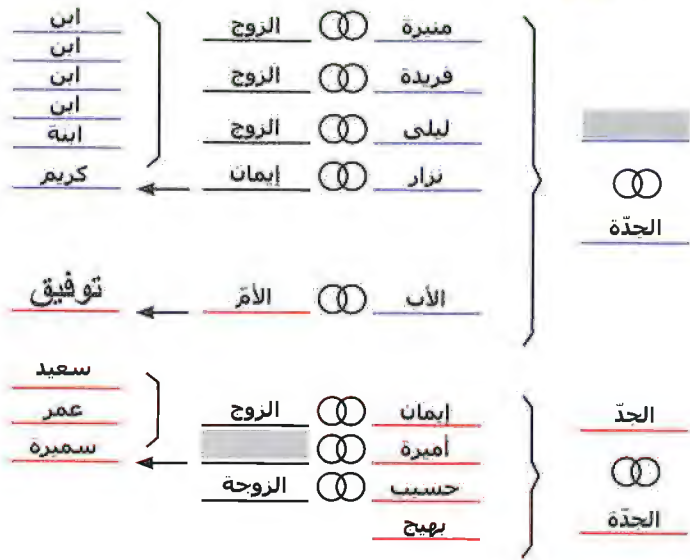 منيرة الزوج ابن
ابن
فريدة الزوج ابن
ابن
ليلى الزوج ابنة
نزار إيمان كريم
الجدّة
الأب الأمّ توفيق
سعيد
الجدّ إيمان الزوج عمر
أميرة سميرة
حسيب الزوجة
الجدّة بهيج